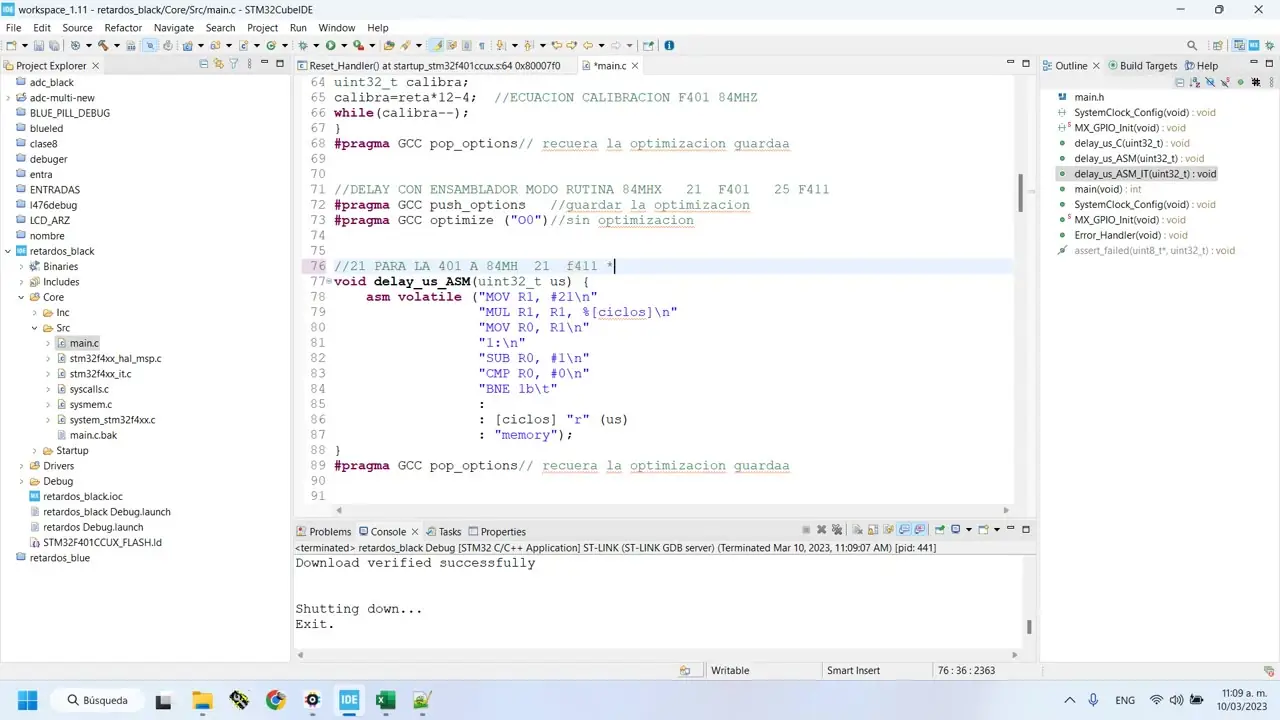 workspace_1.11 - retardos_black/Core/Src/main.c - STM32CubeIDE
File Edit Source Refactor Navigate Search Project Run Window Help
Project Explorer
adc_black
adc-multi-new
BLUE_PILL_DEBUG
blueled
clase8
debuger
entra
ENTRADAS
l476debug
LCD_ARZ
nombre
retardos_black
Binaries
Includes
Core
Inc
Src
main.c
stm32f4xx_hal_msp.c
stm32f4xx_it.c
syscalls.c
sysmem.c
system_stm32f4xx.c
main.c.bak
Startup
Drivers
Debug
retardos_black.ioc
retardos_black Debug.launch
retardos Debug.launch
STM32F401CCUX_FLASH.ld
retardos_blue
Reset_Handler() at startup_stm32f401ccux.s:64 0x80007f0
*main.c
64 uint32_t calibra;
65 calibra=reta*12-4;  //ECUACION CALIBRACION F401 84MHZ
66 while(calibra--);
67 }
68 #pragma GCC pop_options// recuera la optimizacion guardaa
69
70
71 //DELAY CON ENSAMBLADOR MODO RUTINA 84MHX   21  F401   25 F411
72 #pragma GCC push_options   //guardar la optimizacion
73 #pragma GCC optimize ("O0")//sin optimizacion
74
75
76 //21 PARA LA 401 A 84MH  21  f411 *
77 void delay_us_ASM(uint32_t us) {
78     asm volatile ("MOV R1, #21\n"
79                   "MUL R1, R1, %[ciclos]\n"
80                   "MOV R0, R1\n"
81                   "1:\n"
82                   "SUB R0, #1\n"
83                   "CMP R0, #0\n"
84                   "BNE 1b\t"
85                   :
86                   : [ciclos] "r" (us)
87                   : "memory");
88 }
89 #pragma GCC pop_options// recuera la optimizacion guardaa
90
91
Outline Build Targets Help
main.h
SystemClock_Config(void) : void
MX_GPIO_Init(void) : void
delay_us_C(uint32_t) : void
delay_us_ASM(uint32_t) : void
delay_us_ASM_IT(uint32_t) : void
main(void) : int
SystemClock_Config(void) : void
MX_GPIO_Init(void) : void
Error_Handler(void) : void
assert_failed(uint8_t*, uint32_t) : void
Problems Console Tasks Properties
<terminated> retardos_black Debug [STM32 C/C++ Application] ST-LINK (ST-LINK GDB server) (Terminated Mar 10, 2023, 11:09:07 AM) [pid: 441]
Download verified successfully
Shutting down...
Exit.
Writable Smart Insert 76 : 36 : 2363
Búsqueda
IDE
ENG
11:09 a. m.
10/03/2023